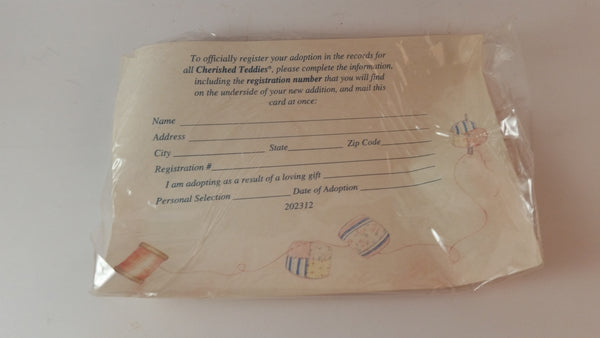 To officially register your adoption in the records for
all Cherished Teddies®, please complete the information,
including the registration number that you will find
on the underside of your new addition, and mail this
card at once:
Name
Address
City State Zip Code
Registration #
I am adopting as a result of a loving gift
Personal Selection Date of Adoption
202312